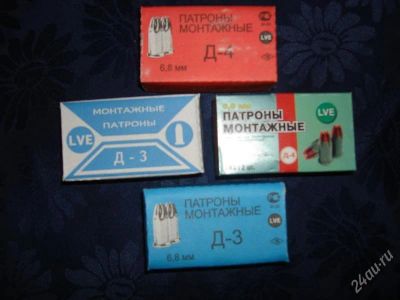 ПАТРОНЫ
МОНТАЖНЫЕ
LVE
Д-4
6,8 мм
МОНТАЖНЫЕ
ПАТРОНЫ
LVE
Д - 3
6,8 мм
ПАТРОНЫ
МОНТАЖНЫЕ
LVE
Д-4
ПАТРОНЫ
МОНТАЖНЫЕ
LVE
Д-3
6,8 мм
24au.ru